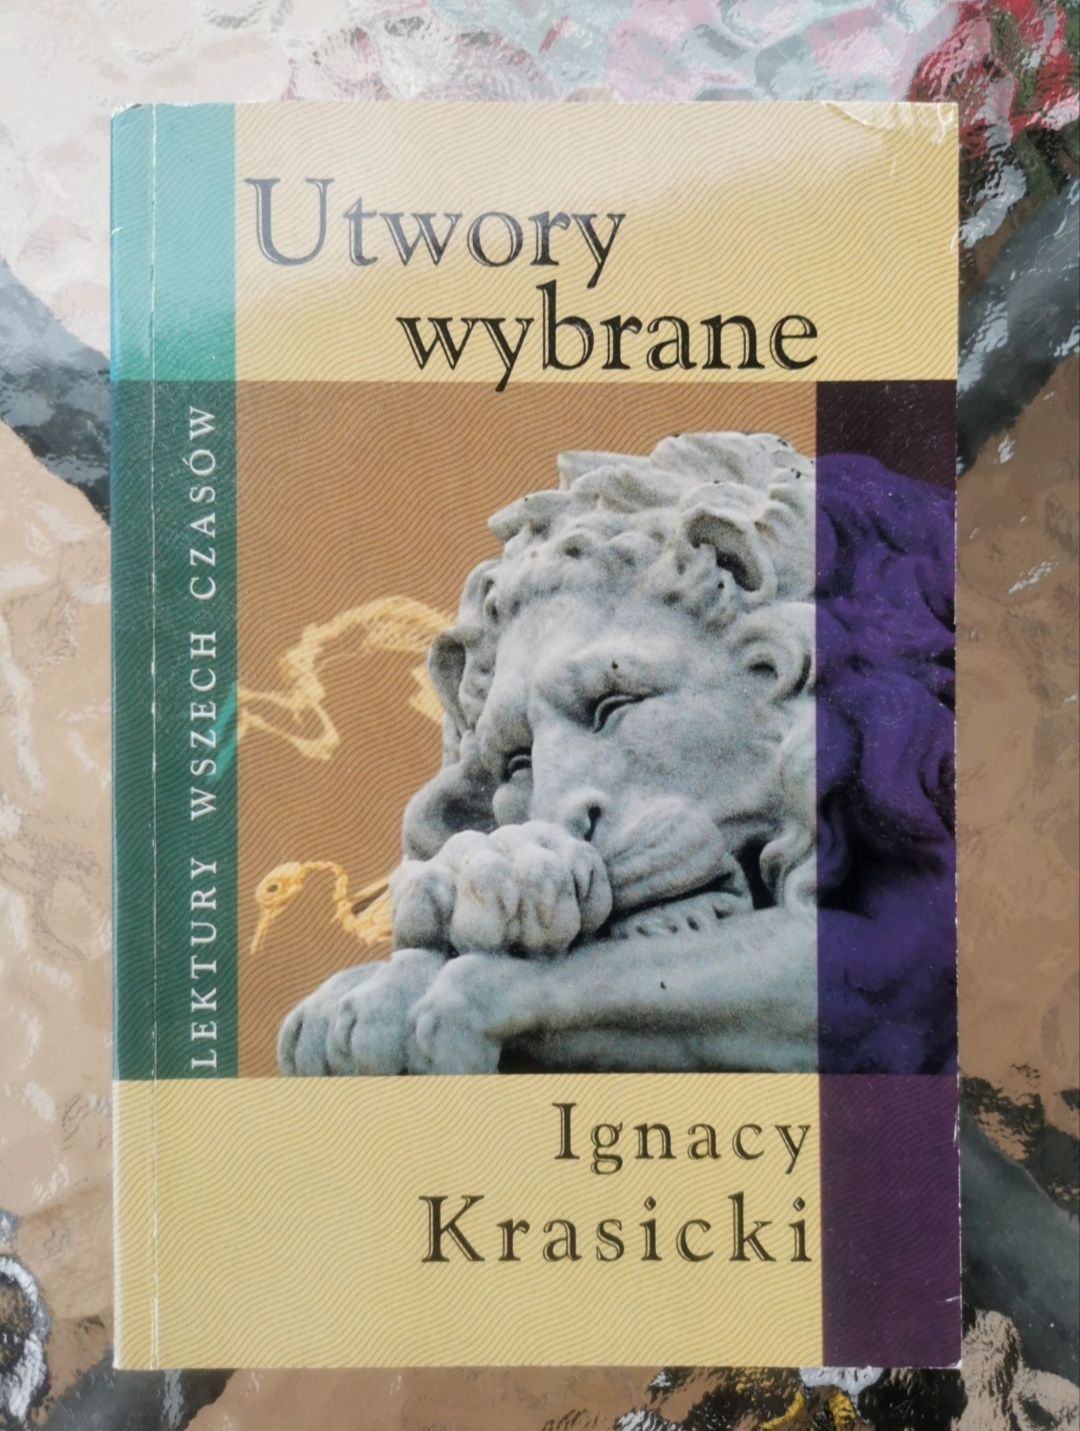 Utwory
wybrane
LEKTURY WSZECH CZASÓW
Ignacy
Krasicki